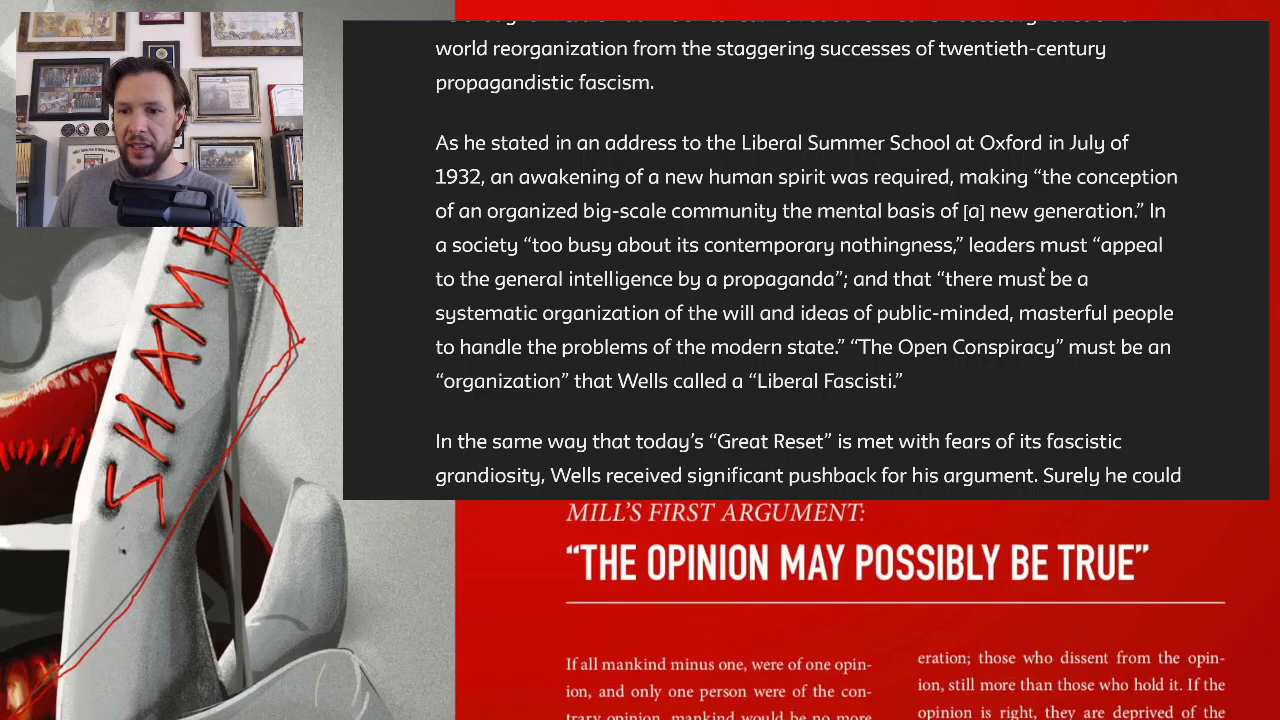 world reorganization from the staggering successes of twentieth-century
propagandistic fascism.
As he stated in an address to the Liberal Summer School at Oxford in July of
1932, an awakening of a new human spirit was required, making “the conception
of an organized big-scale community the mental basis of [a] new generation.” In
a society “too busy about its contemporary nothingness,” leaders must “appeal
to the general intelligence by a propaganda”; and that “there must be a
systematic organization of the will and ideas of public-minded, masterful people
to handle the problems of the modern state.” “The Open Conspiracy” must be an
“organization” that Wells called a “Liberal Fascisti.”
In the same way that today’s “Great Reset” is met with fears of its fascistic
grandiosity, Wells received significant pushback for his argument. Surely he could
SHAME
MILL’S FIRST ARGUMENT:
“THE OPINION MAY POSSIBLY BE TRUE”
If all mankind minus one, were of one opin-
ion, and only one person were of the con-
trary opinion, mankind would be no more
eration; those who dissent from the opin-
ion, still more than those who hold it. If the
opinion is right, they are deprived of the